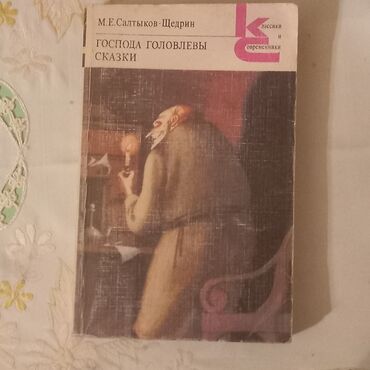 М.Е.Салтыков-Щедрин
ГОСПОДА ГОЛОВЛЕВЫ
СКАЗКИ
Классики
и
Современники